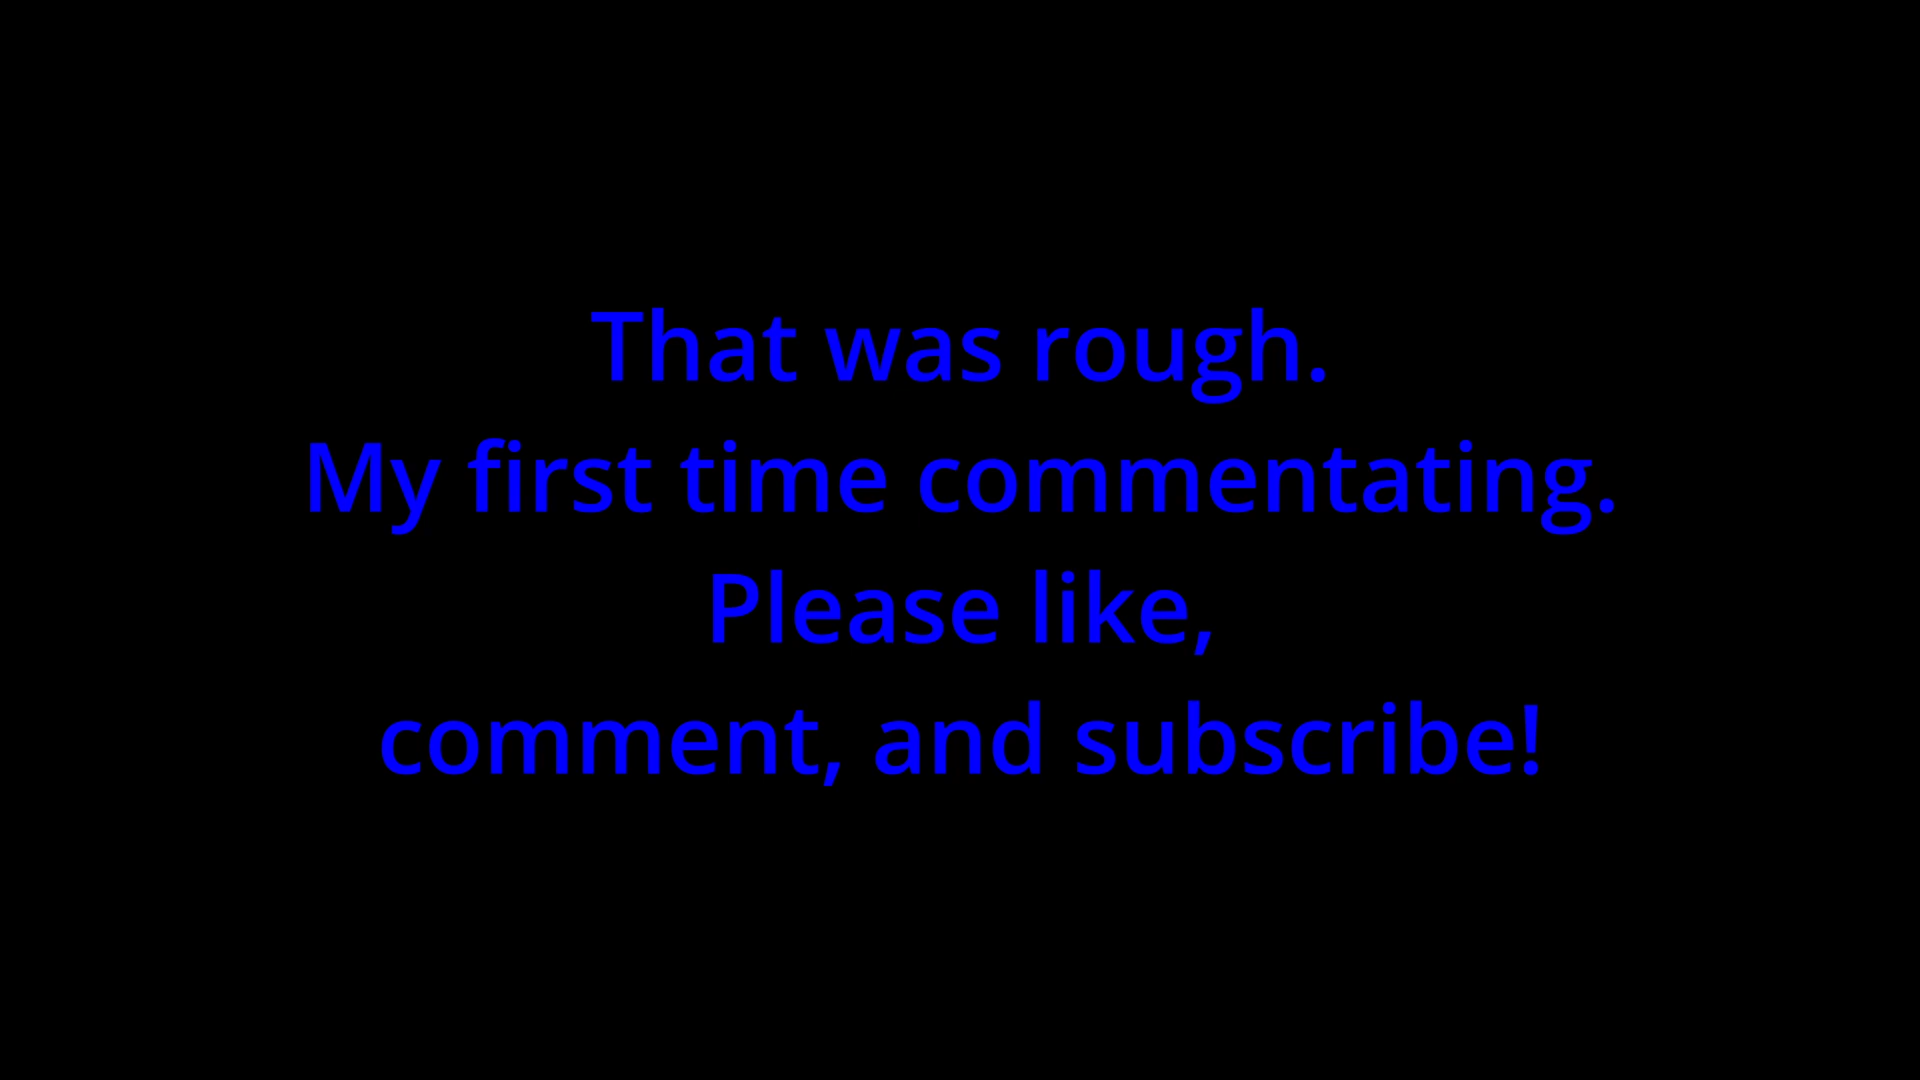 That was rough.
My first time commentating.
Please like,
comment, and subscribe!